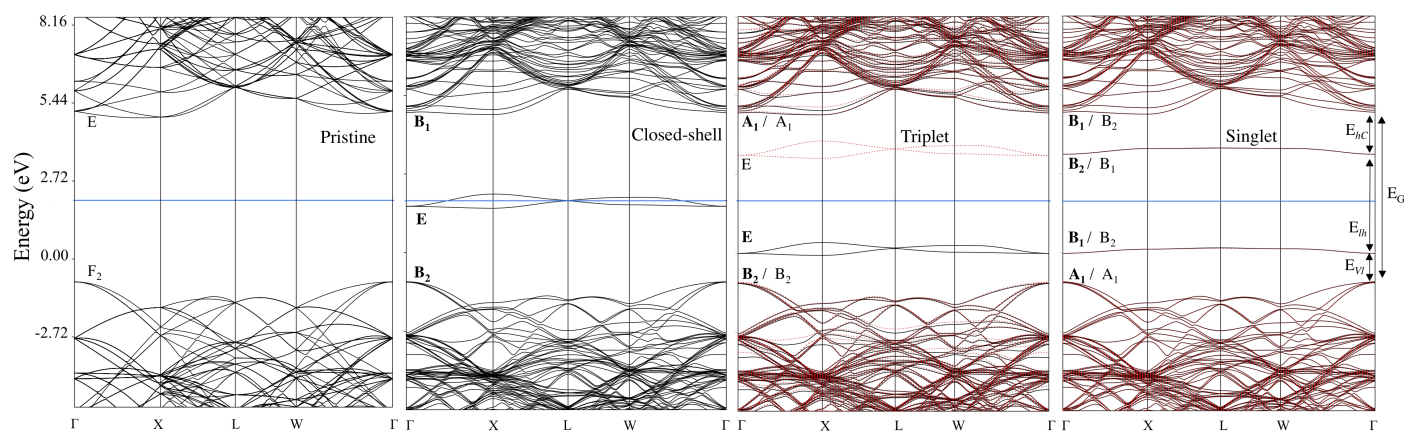 Energy (eV)
8.16
5.44
2.72
0.00
-2.72
E
F2
Pristine
Γ X L W Γ
B1
E
B2
Closed-shell
Γ X L W Γ
A1 / A1
E
E
B2 / B2
Triplet
Γ X L W Γ
B1 / B2
B2 / B1
B1 / B2
A1 / A1
Singlet
EhC
Elh
EVl
EG
Γ X L W Γ